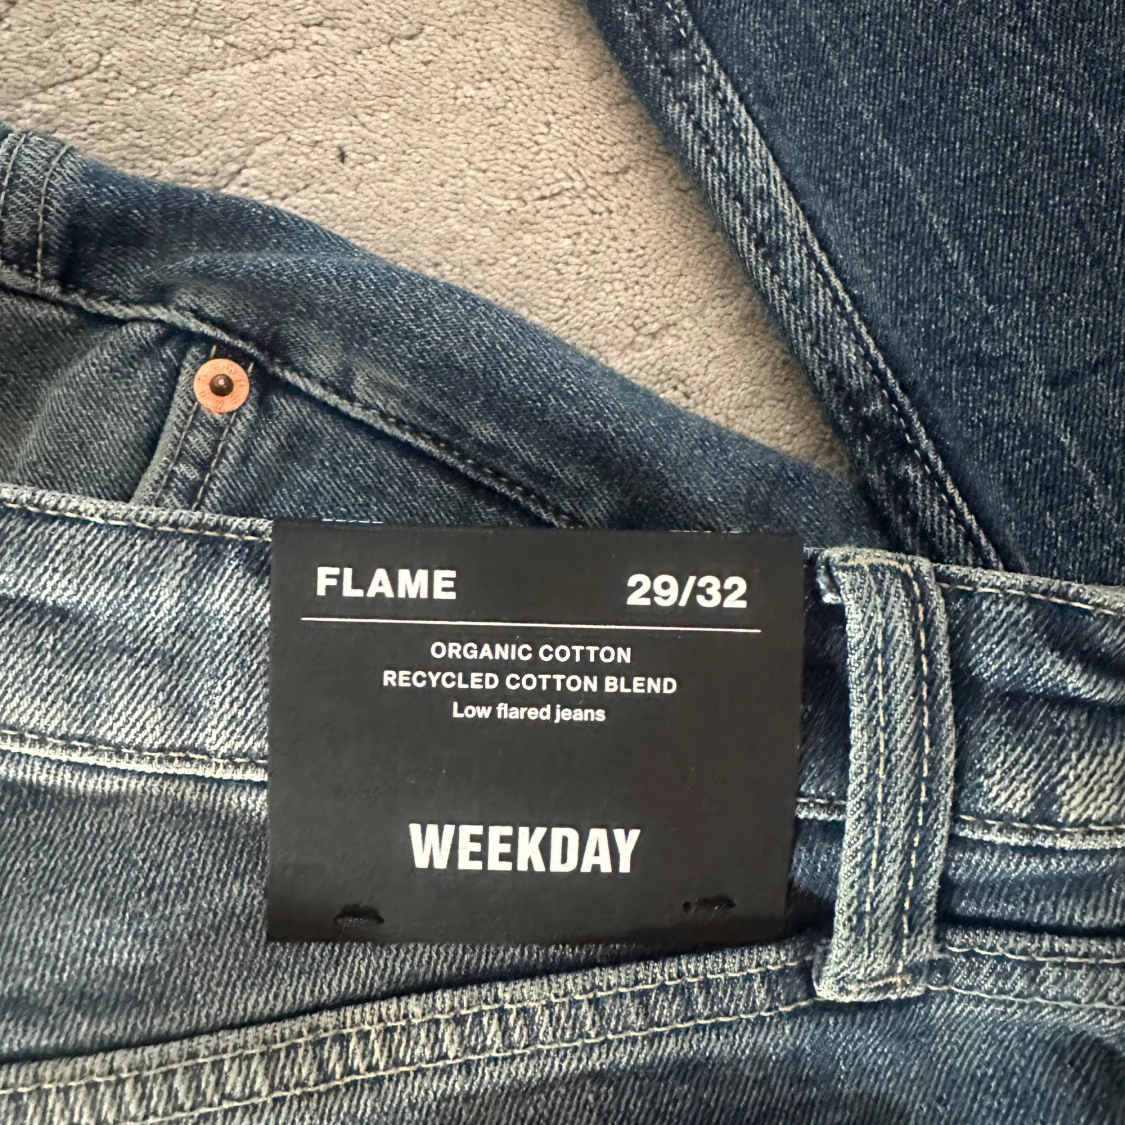 FLAME 29/32
ORGANIC COTTON
RECYCLED COTTON BLEND
Low flared jeans
WEEKDAY